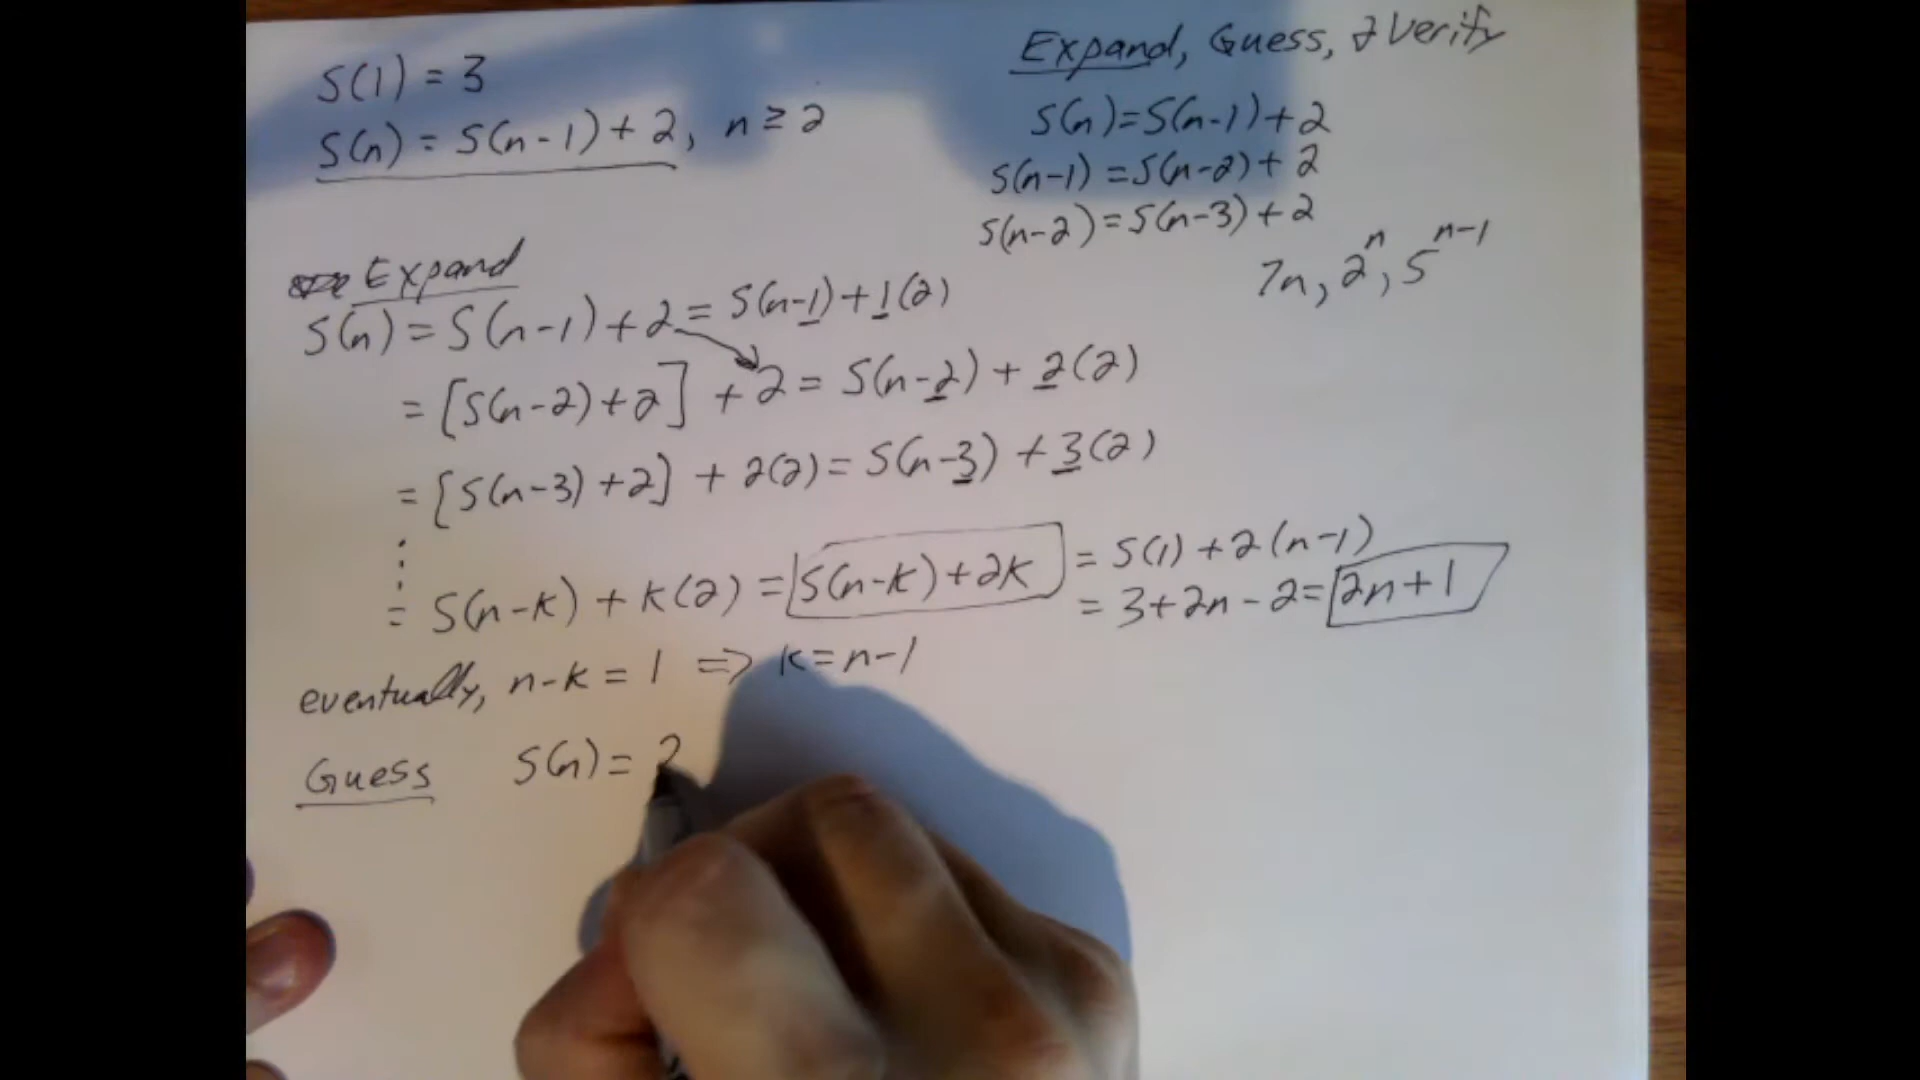 S(1) = 3
S(n) = S(n-1) + 2, n ≥ 2
Expand, Guess, & Verify
S(n) = S(n-1) + 2
S(n-1) = S(n-2) + 2
S(n-2) = S(n-3) + 2
7n, 2^n, 5^(n-1)
Expand
S(n) = S(n-1) + 2 = S(n-1) + 1(2)
= [S(n-2) + 2] + 2 = S(n-2) + 2(2)
= [S(n-3) + 2] + 2(2) = S(n-3) + 3(2)
⋮
= S(n-k) + k(2) = S(n-k) + 2k = S(1) + 2(n-1)
= 3 + 2n - 2 = 2n + 1
eventually, n-k = 1 ⇒ k = n-1
Guess S(n) = 2